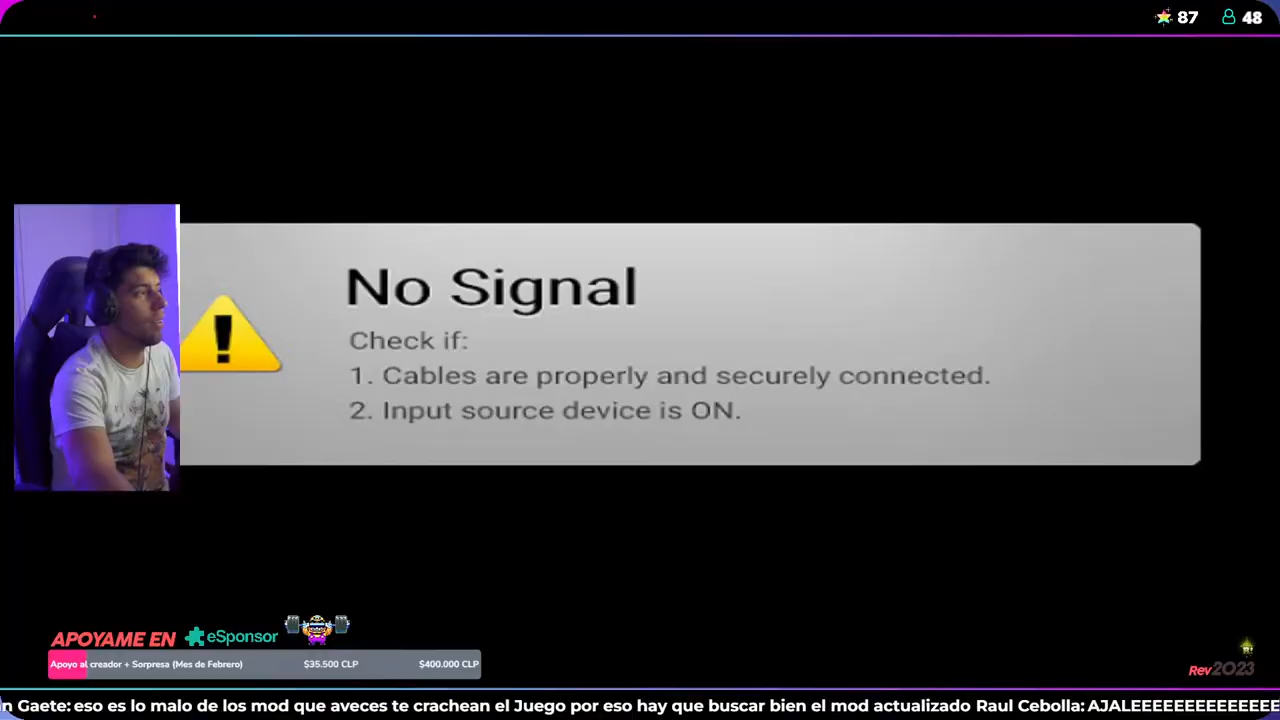 87 48
No Signal
Check if:
1. Cables are properly and securely connected.
2. Input source device is ON.
APOYAME EN eSponsor
Apoyo al creador + Sorpresa (Mes de Febrero) $35.500 CLP $400.000 CLP
Rev2023
n Gaete: eso es lo malo de los mod que aveces te crachean el Juego por eso hay que buscar bien el mod actualizado Raul Cebolla: AJALEEEEEEEEEEEEEE